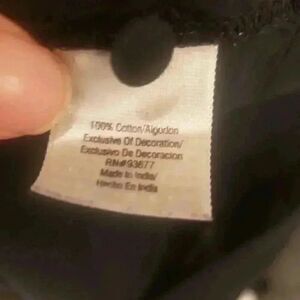 100% Cotton/Algodon
Exclusive Of Decoration/
Exclusivo De Decoracion
RN#93677
Made In India/
Hecho En India